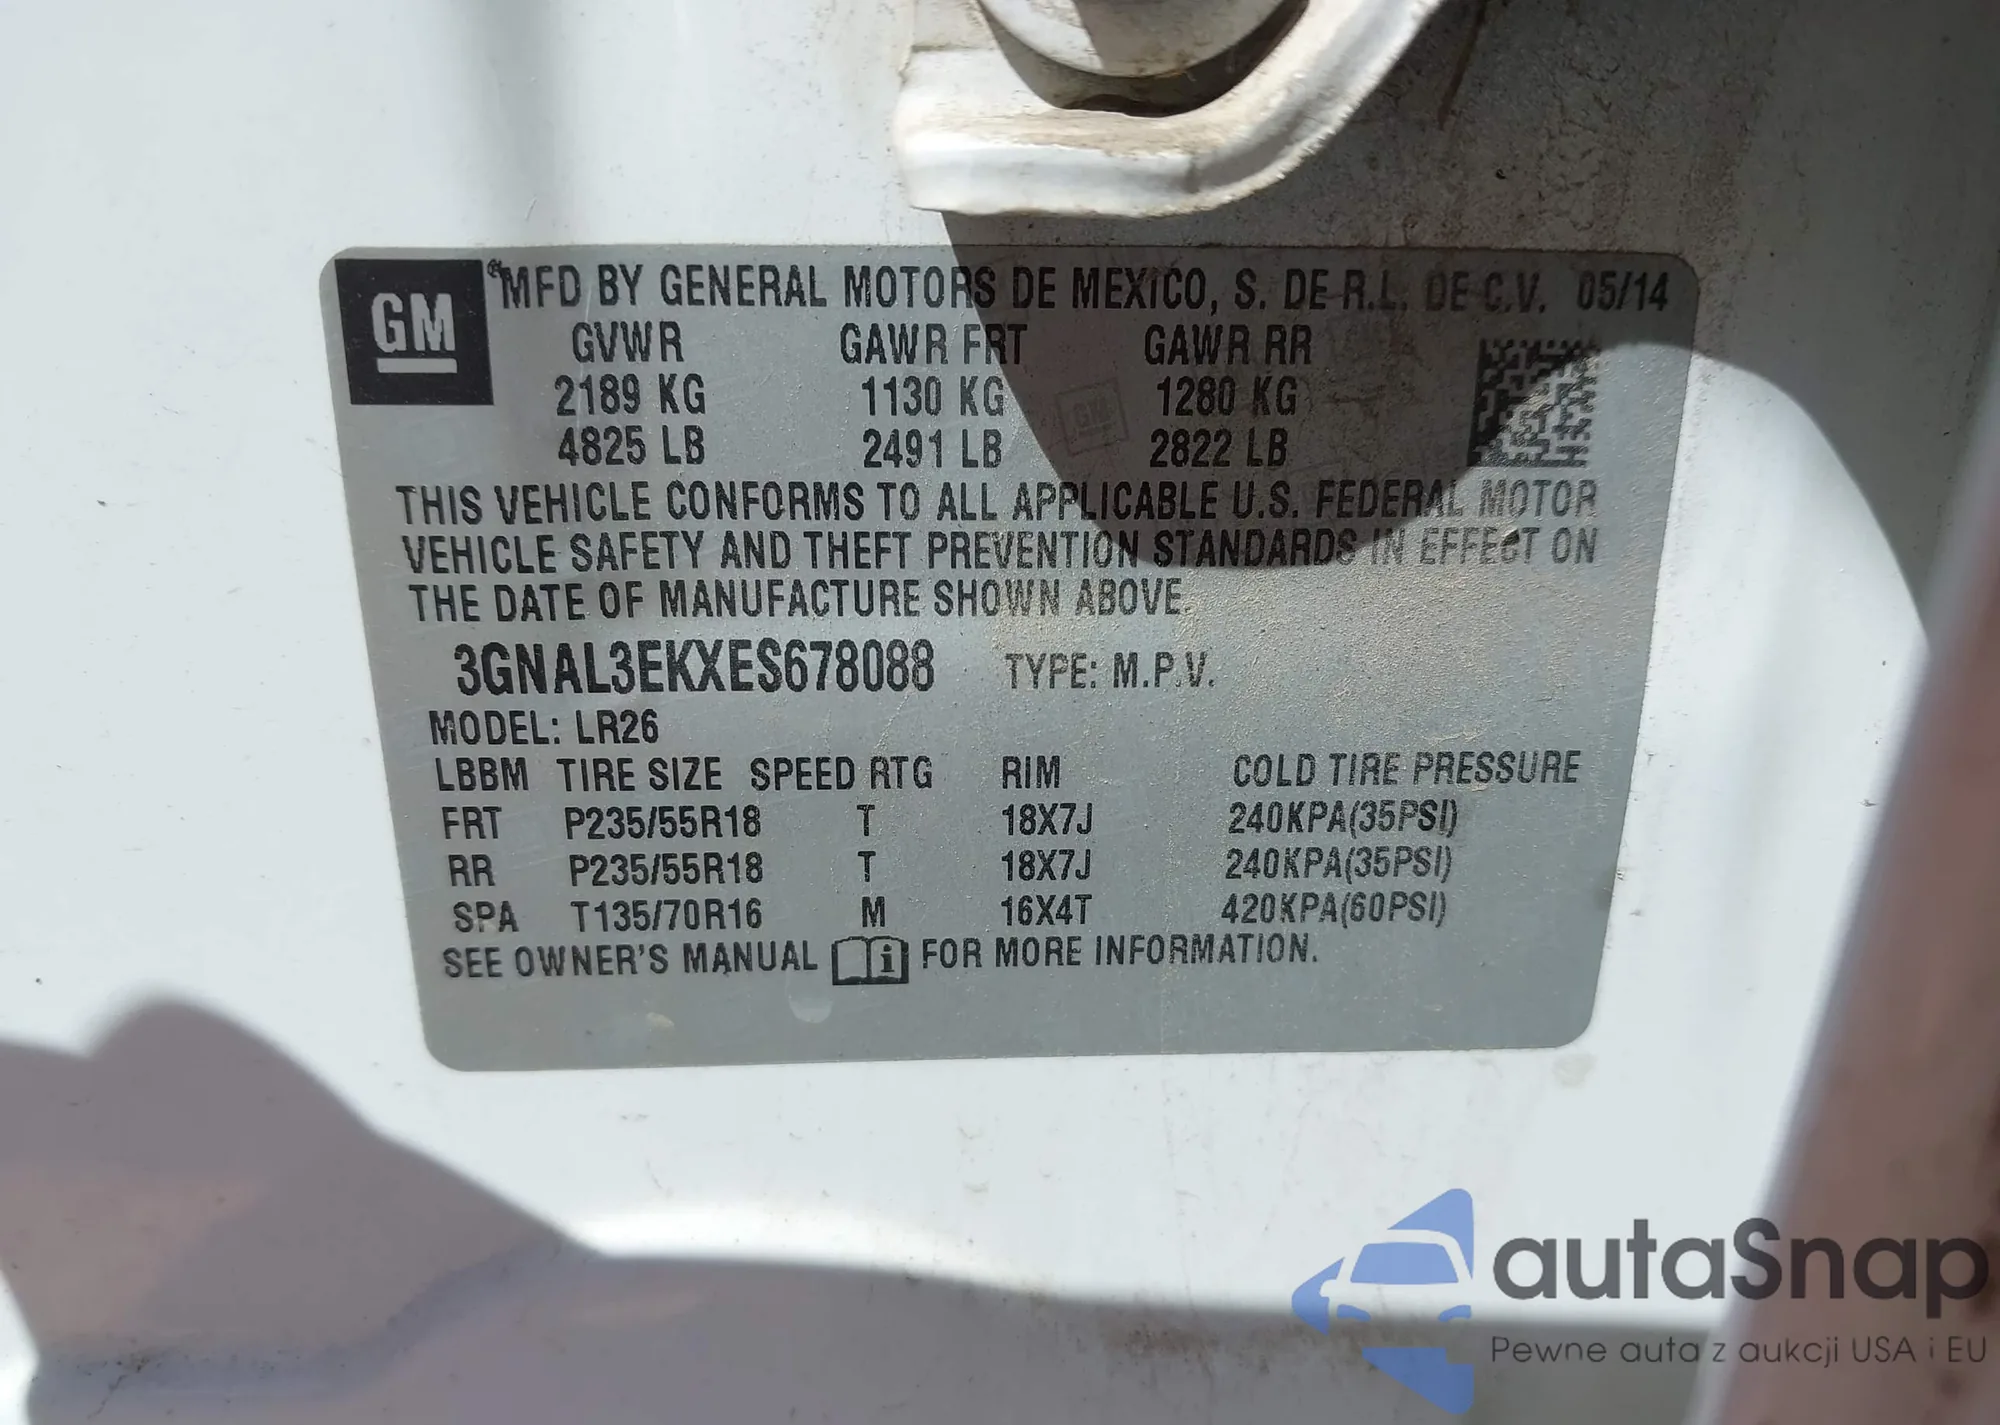 GM
MFD BY GENERAL MOTORS DE MEXICO, S. DE R.L. DE C.V. 05/14
GVWR GAWR FRT GAWR RR
2189 KG 1130 KG 1280 KG
4825 LB 2491 LB 2822 LB
GM
THIS VEHICLE CONFORMS TO ALL APPLICABLE U.S. FEDERAL MOTOR
VEHICLE SAFETY AND THEFT PREVENTION STANDARDS IN EFFECT ON
THE DATE OF MANUFACTURE SHOWN ABOVE.
3GNAL3EKXES678088 TYPE: M.P.V.
MODEL: LR26
LBBM TIRE SIZE SPEED RTG RIM COLD TIRE PRESSURE
FRT P235/55R18 T 18X7J 240KPA(35PSI)
RR P235/55R18 T 18X7J 240KPA(35PSI)
SPA T135/70R16 M 16X4T 420KPA(60PSI)
SEE OWNER'S MANUAL i FOR MORE INFORMATION.
autaSnap
Pewne auta z aukcji USA i EU